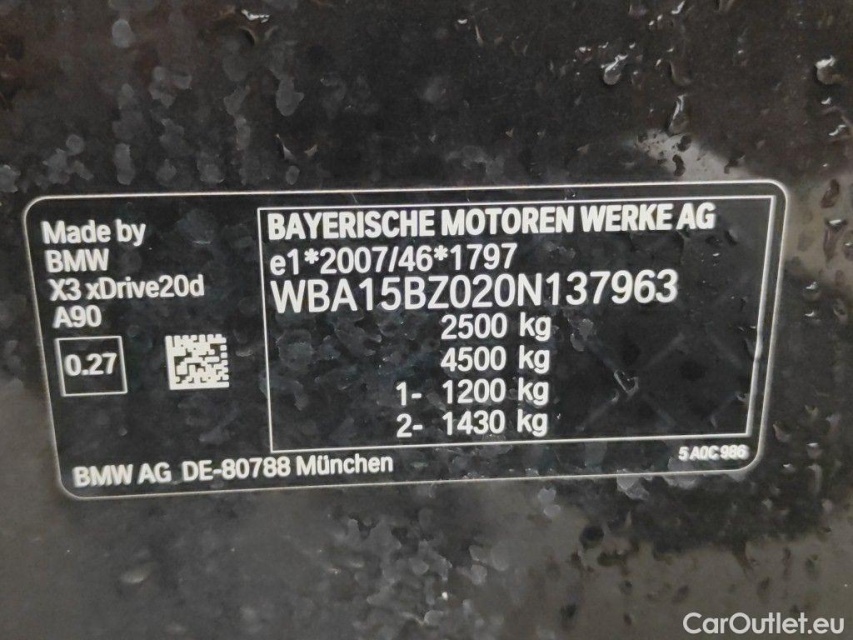 Made by
BMW
X3 xDrive20d
A90
0.27
BAYERISCHE MOTOREN WERKE AG
e1*2007/46*1797
WBA15BZ020N137963
2500 kg
4500 kg
1- 1200 kg
2- 1430 kg
BMW AG DE-80788 München
5 A0C 986
CarOutlet.eu